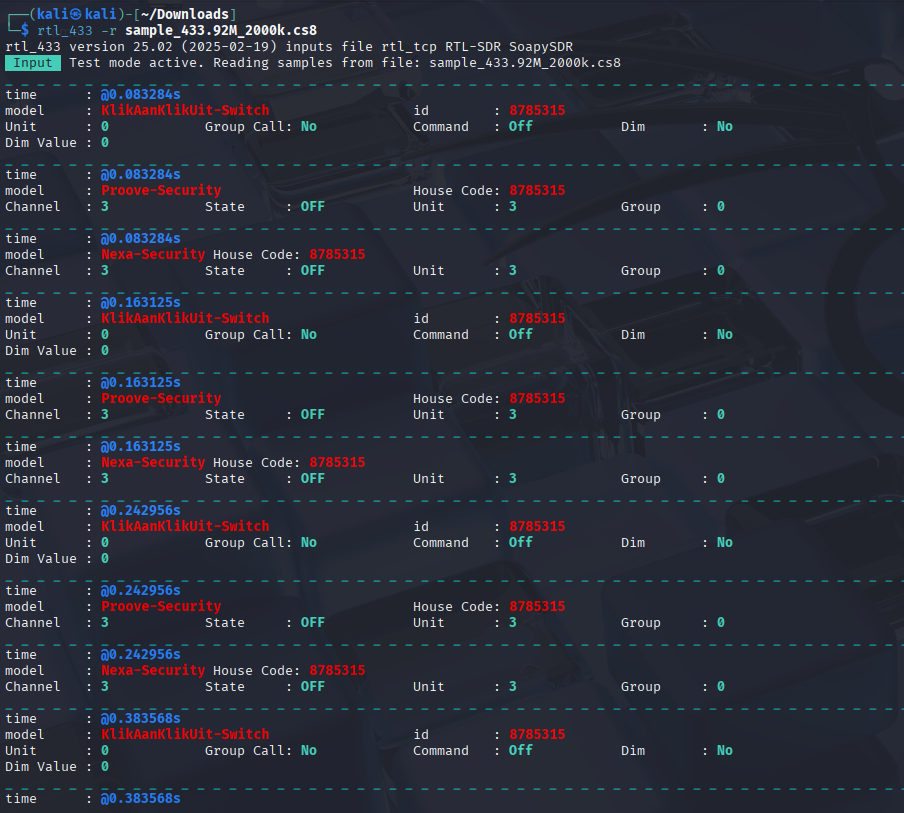 ┌──(kali㉿kali)-[~/Downloads]
└─$ rtl_433 -r sample_433.92M_2000k.cs8
rtl_433 version 25.02 (2025-02-19) inputs file rtl_tcp RTL-SDR SoapySDR
Input Test mode active. Reading samples from file: sample_433.92M_2000k.cs8
_ _ _ _ _ _ _ _ _ _ _ _ _ _ _ _ _ _ _ _ _ _ _ _ _ _ _ _ _ _
time : @0.083284s
model : KlikAanKlikUit-Switch id : 8785315
Unit : 0 Group Call: No Command : Off Dim : No
Dim Value : 0
_ _ _ _ _ _ _ _ _ _ _ _ _ _ _ _ _ _ _ _ _ _ _ _ _ _ _ _ _ _
time : @0.083284s
model : Proove-Security House Code: 8785315
Channel : 3 State : OFF Unit : 3 Group : 0
_ _ _ _ _ _ _ _ _ _ _ _ _ _ _ _ _ _ _ _ _ _ _ _ _ _ _ _ _ _
time : @0.083284s
model : Nexa-Security House Code: 8785315
Channel : 3 State : OFF Unit : 3 Group : 0
_ _ _ _ _ _ _ _ _ _ _ _ _ _ _ _ _ _ _ _ _ _ _ _ _ _ _ _ _ _
time : @0.163125s
model : KlikAanKlikUit-Switch id : 8785315
Unit : 0 Group Call: No Command : Off Dim : No
Dim Value : 0
_ _ _ _ _ _ _ _ _ _ _ _ _ _ _ _ _ _ _ _ _ _ _ _ _ _ _ _ _ _
time : @0.163125s
model : Proove-Security House Code: 8785315
Channel : 3 State : OFF Unit : 3 Group : 0
_ _ _ _ _ _ _ _ _ _ _ _ _ _ _ _ _ _ _ _ _ _ _ _ _ _ _ _ _ _
time : @0.163125s
model : Nexa-Security House Code: 8785315
Channel : 3 State : OFF Unit : 3 Group : 0
_ _ _ _ _ _ _ _ _ _ _ _ _ _ _ _ _ _ _ _ _ _ _ _ _ _ _ _ _ _
time : @0.242956s
model : KlikAanKlikUit-Switch id : 8785315
Unit : 0 Group Call: No Command : Off Dim : No
Dim Value : 0
_ _ _ _ _ _ _ _ _ _ _ _ _ _ _ _ _ _ _ _ _ _ _ _ _ _ _ _ _ _
time : @0.242956s
model : Proove-Security House Code: 8785315
Channel : 3 State : OFF Unit : 3 Group : 0
_ _ _ _ _ _ _ _ _ _ _ _ _ _ _ _ _ _ _ _ _ _ _ _ _ _ _ _ _ _
time : @0.242956s
model : Nexa-Security House Code: 8785315
Channel : 3 State : OFF Unit : 3 Group : 0
_ _ _ _ _ _ _ _ _ _ _ _ _ _ _ _ _ _ _ _ _ _ _ _ _ _ _ _ _ _
time : @0.383568s
model : KlikAanKlikUit-Switch id : 8785315
Unit : 0 Group Call: No Command : Off Dim : No
Dim Value : 0
_ _ _ _ _ _ _ _ _ _ _ _ _ _ _ _ _ _ _ _ _ _ _ _ _ _ _ _ _ _
time : @0.383568s